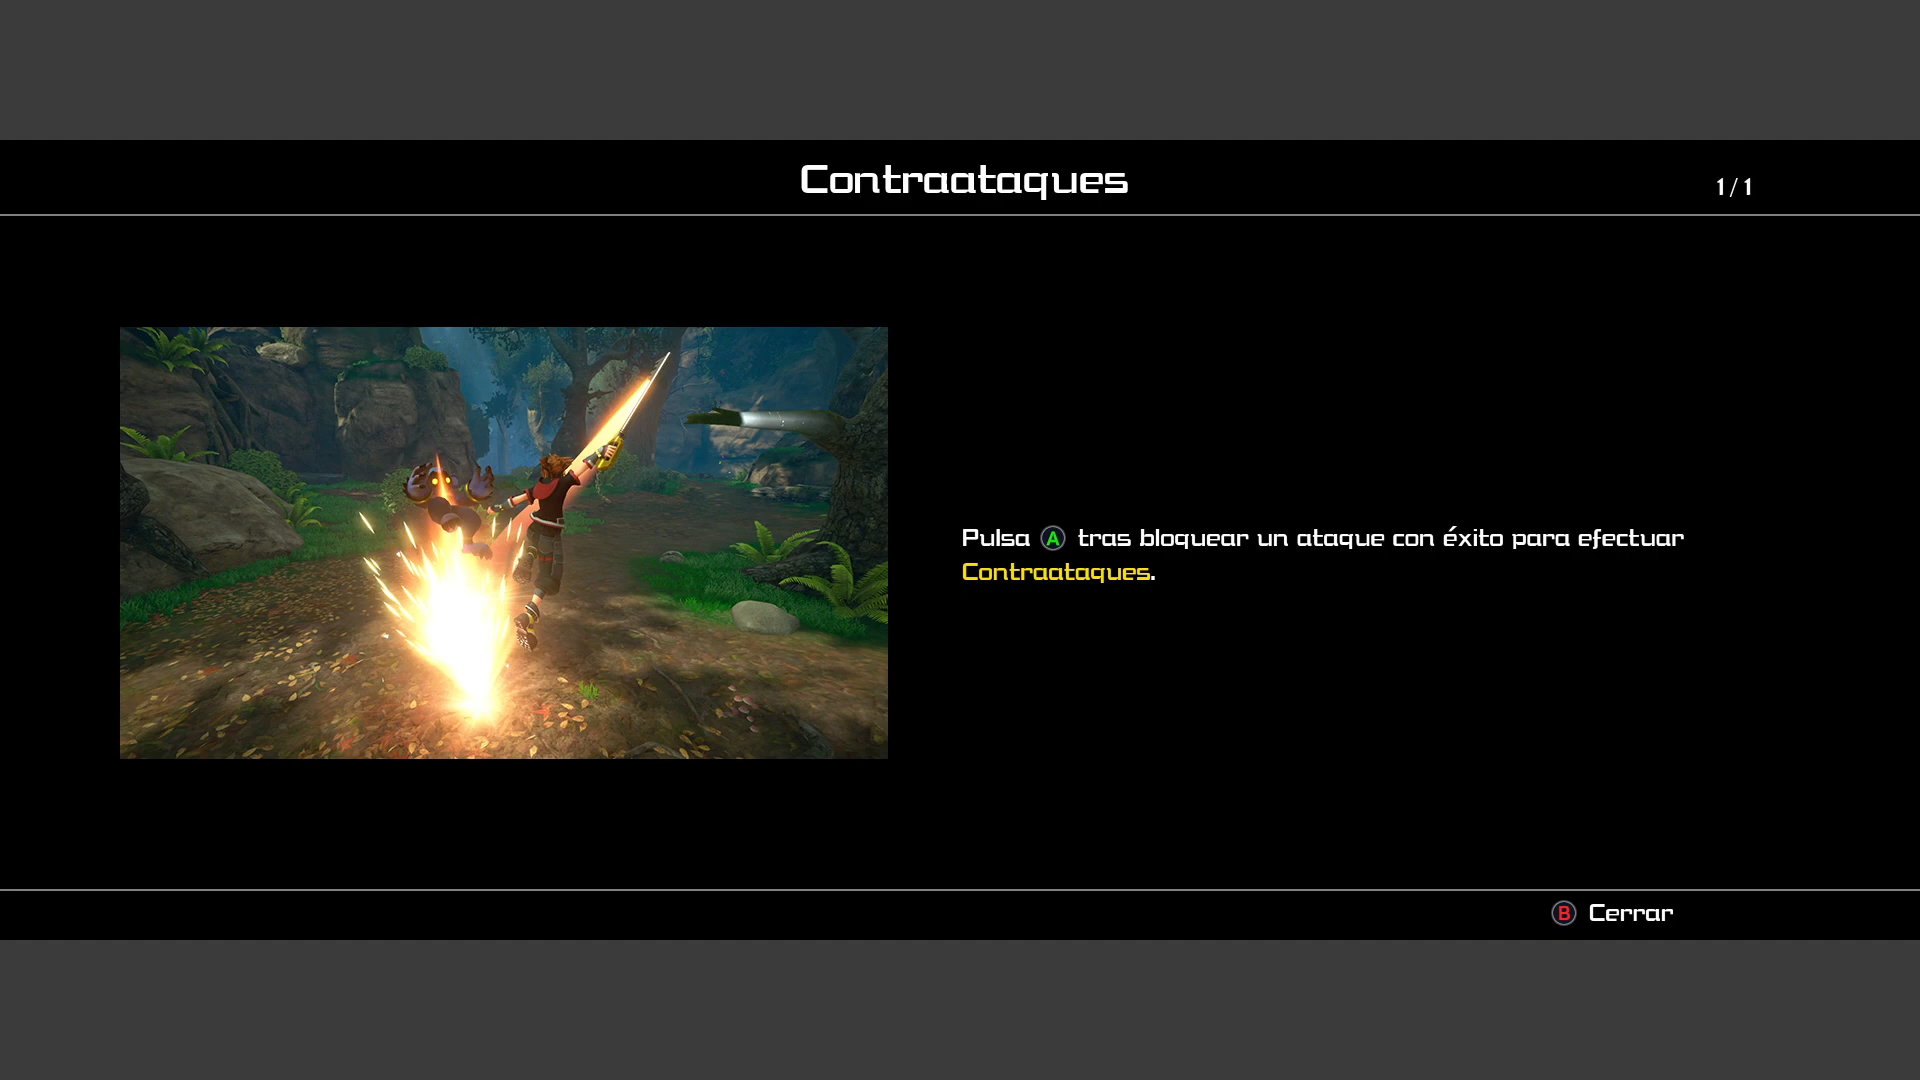 Contraataques
1/1
Pulsa A tras bloquear un ataque con éxito para efectuar
Contraataques.
B Cerrar